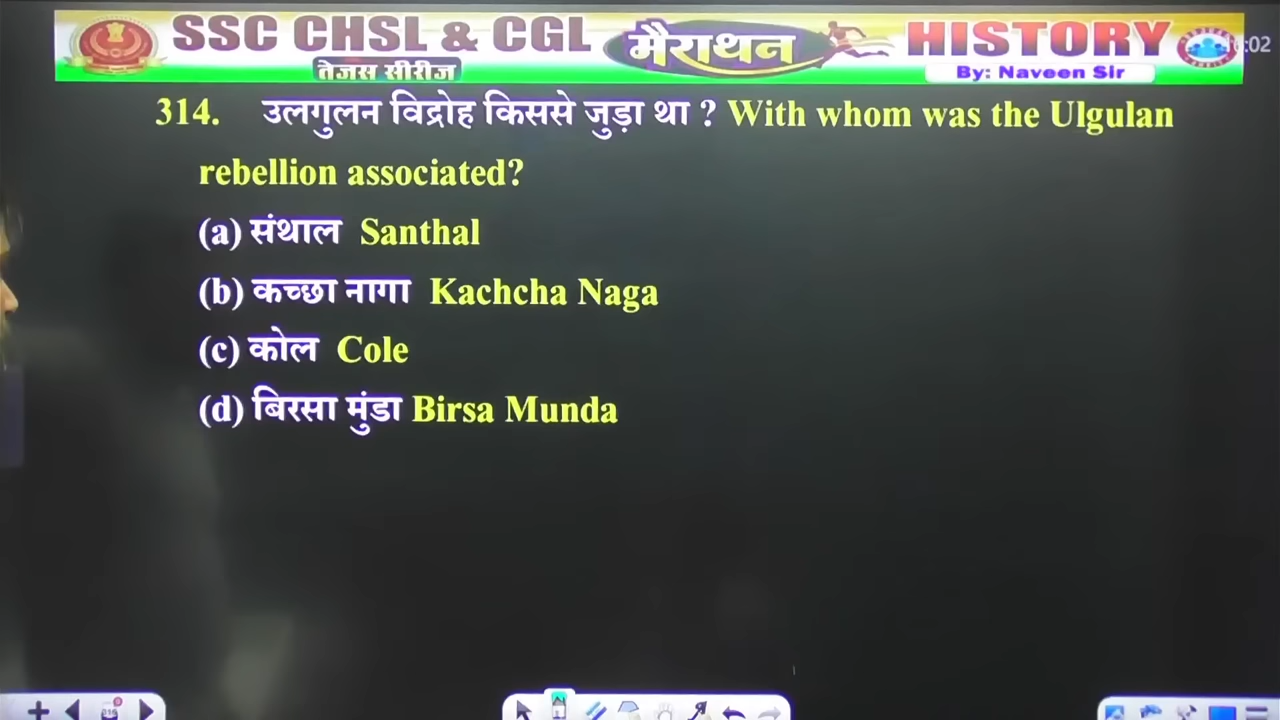 SSC CHSL & CGL मैराथन HISTORY
तेजस सीरीज By: Naveen Sir
314. उलगुलन विद्रोह किससे जुड़ा था ? With whom was the Ulgulan
rebellion associated?
(a) संथाल Santhal
(b) कच्छा नागा Kachcha Naga
(c) कोल Cole
(d) बिरसा मुंडा Birsa Munda